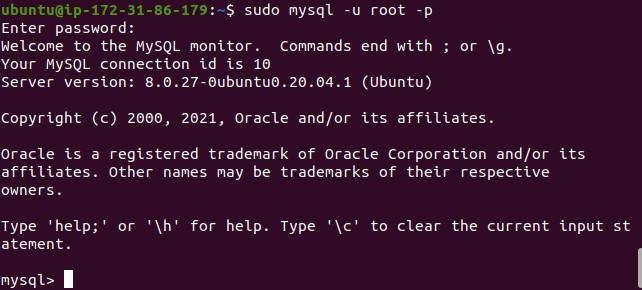 ubuntu@ip-172-31-86-179:~$ sudo mysql -u root -p
Enter password:
Welcome to the MySQL monitor.  Commands end with ; or \g.
Your MySQL connection id is 10
Server version: 8.0.27-0ubuntu0.20.04.1 (Ubuntu)

Copyright (c) 2000, 2021, Oracle and/or its affiliates.

Oracle is a registered trademark of Oracle Corporation and/or its
affiliates. Other names may be trademarks of their respective
owners.

Type 'help;' or '\h' for help. Type '\c' to clear the current input st
atement.

mysql>